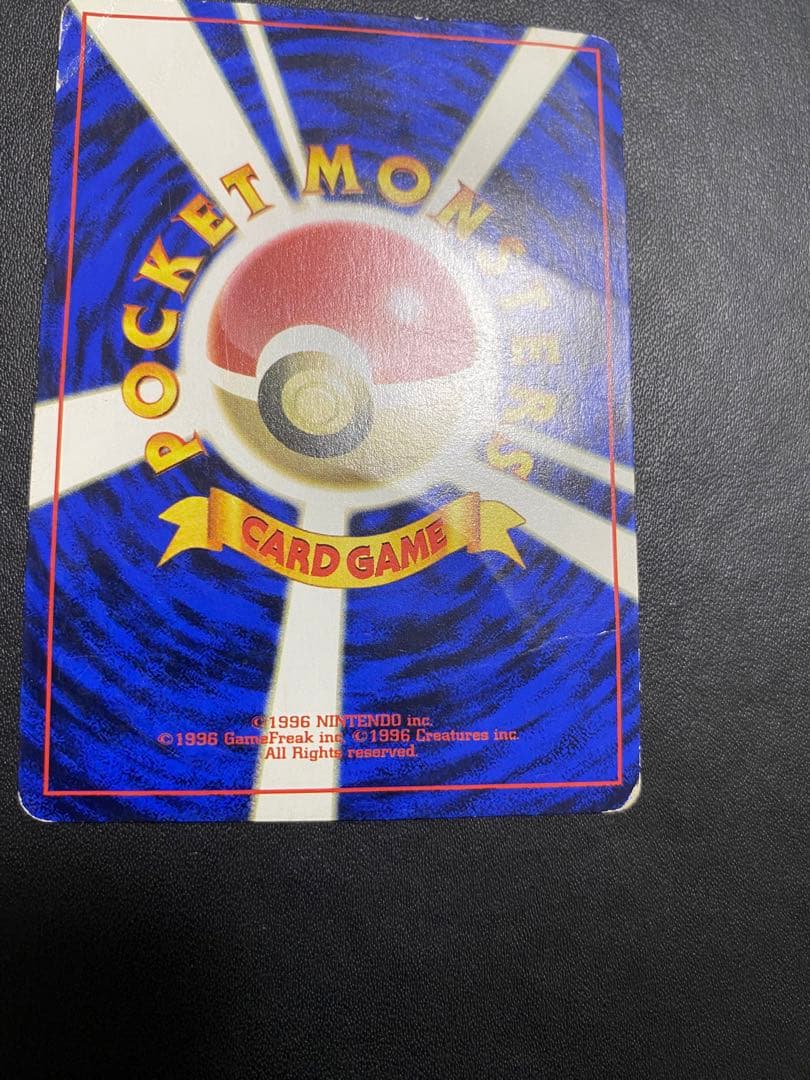 POCKET MONSTERS
CARD GAME
©1996 NINTENDO inc.
©1996 GameFreak inc. ©1996 Creatures inc.
All Rights reserved.